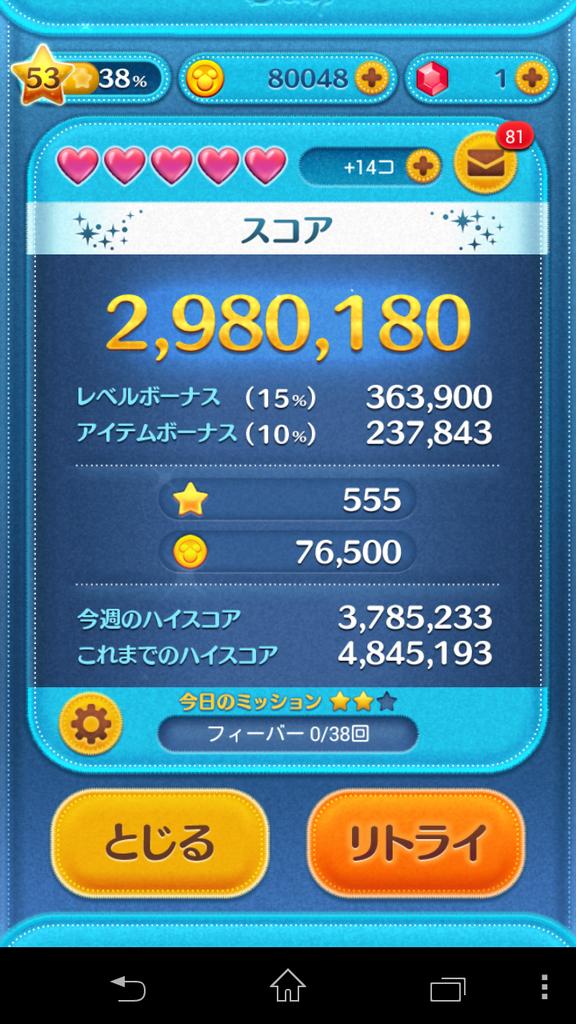 53 38% 80048 1
+14コ 81
スコア
2,980,180
レベルボーナス (15%) 363,900
アイテムボーナス (10%) 237,843
555
76,500
今週のハイスコア 3,785,233
これまでのハイスコア 4,845,193
今日のミッション
フィーバー 0/38回
とじる リトライ